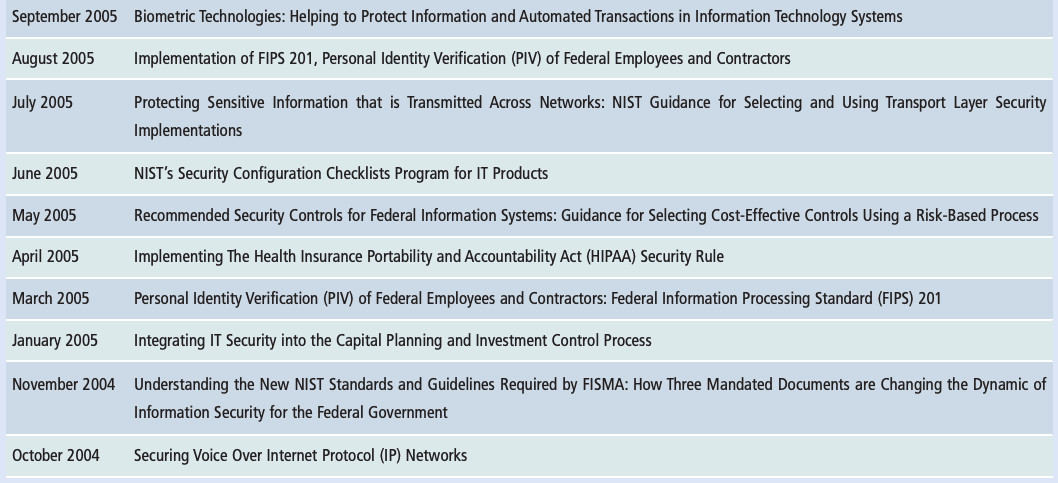 September 2005 Biometric Technologies: Helping to Protect Information and Automated Transactions in Information Technology Systems
August 2005 Implementation of FIPS 201, Personal Identity Verification (PIV) of Federal Employees and Contractors
July 2005 Protecting Sensitive Information that is Transmitted Across Networks: NIST Guidance for Selecting and Using Transport Layer Security
Implementations
June 2005 NIST's Security Configuration Checklists Program for IT Products
May 2005 Recommended Security Controls for Federal Information Systems: Guidance for Selecting Cost-Effective Controls Using a Risk-Based Process
April 2005 Implementing The Health Insurance Portability and Accountability Act (HIPAA) Security Rule
March 2005 Personal Identity Verification (PIV) of Federal Employees and Contractors: Federal Information Processing Standard (FIPS) 201
January 2005 Integrating IT Security into the Capital Planning and Investment Control Process
November 2004 Understanding the New NIST Standards and Guidelines Required by FISMA: How Three Mandated Documents are Changing the Dynamic of
Information Security for the Federal Government
October 2004 Securing Voice Over Internet Protocol (IP) Networks